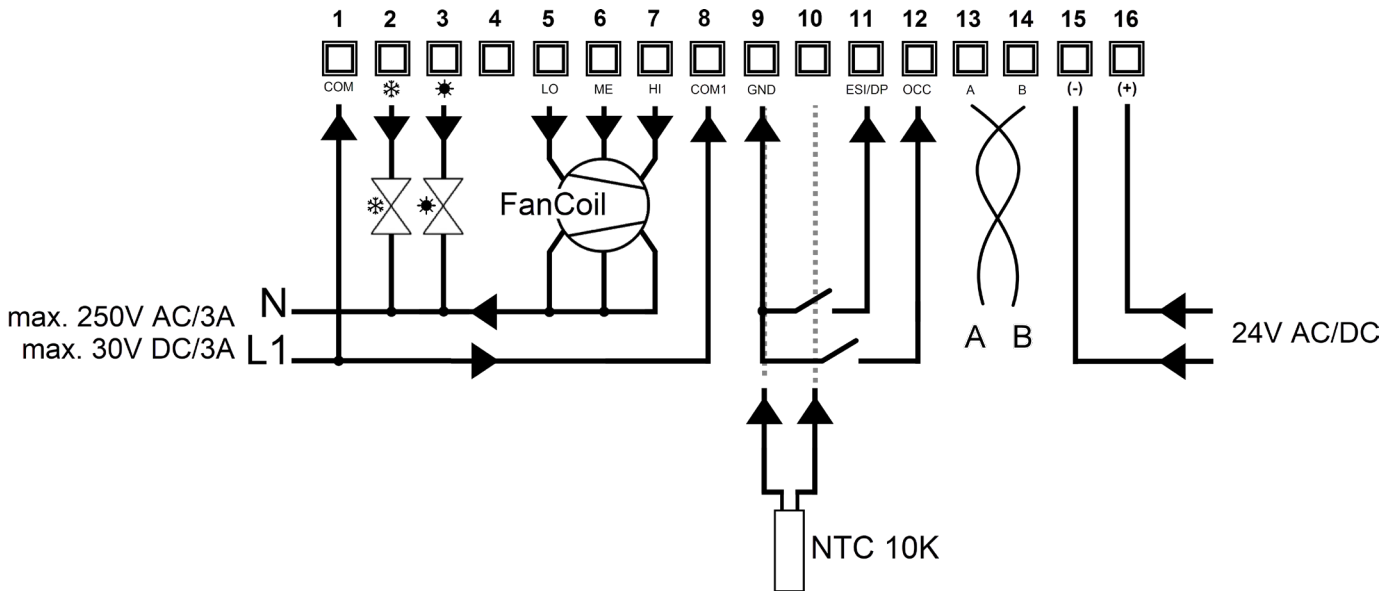 1 2 3 4 5 6 7 8 9 10 11 12 13 14 15 16
COM LO ME HI COM1 GND ESI/DP OCC A B (-) (+)
FanCoil
max. 250V AC/3A N
max. 30V DC/3A L1
A B
24V AC/DC
NTC 10K